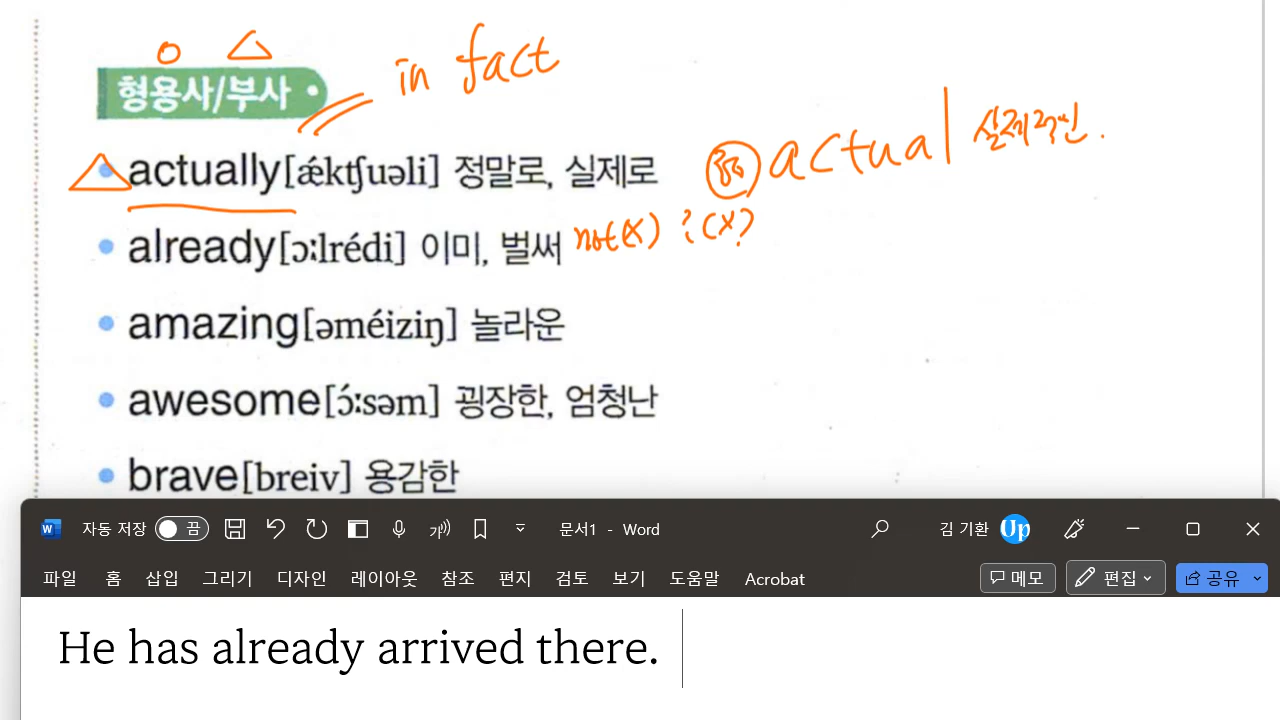 in fact
형용사/부사
actually[ǽktʃuəli] 정말로, 실제로 형 actual 실제적인.
already[ɔːlrédi] 이미, 벌써 not(X) ?(X)
amazing[əméiziŋ] 놀라운
awesome[ɔ́ːsəm] 굉장한, 엄청난
brave[breiv] 용감한
자동 저장 끔 가)) 문서1 - Word 김 기환 Up
파일 홈 삽입 그리기 디자인 레이아웃 참조 편지 검토 보기 도움말 Acrobat 메모 편집 공유
He has already arrived there.